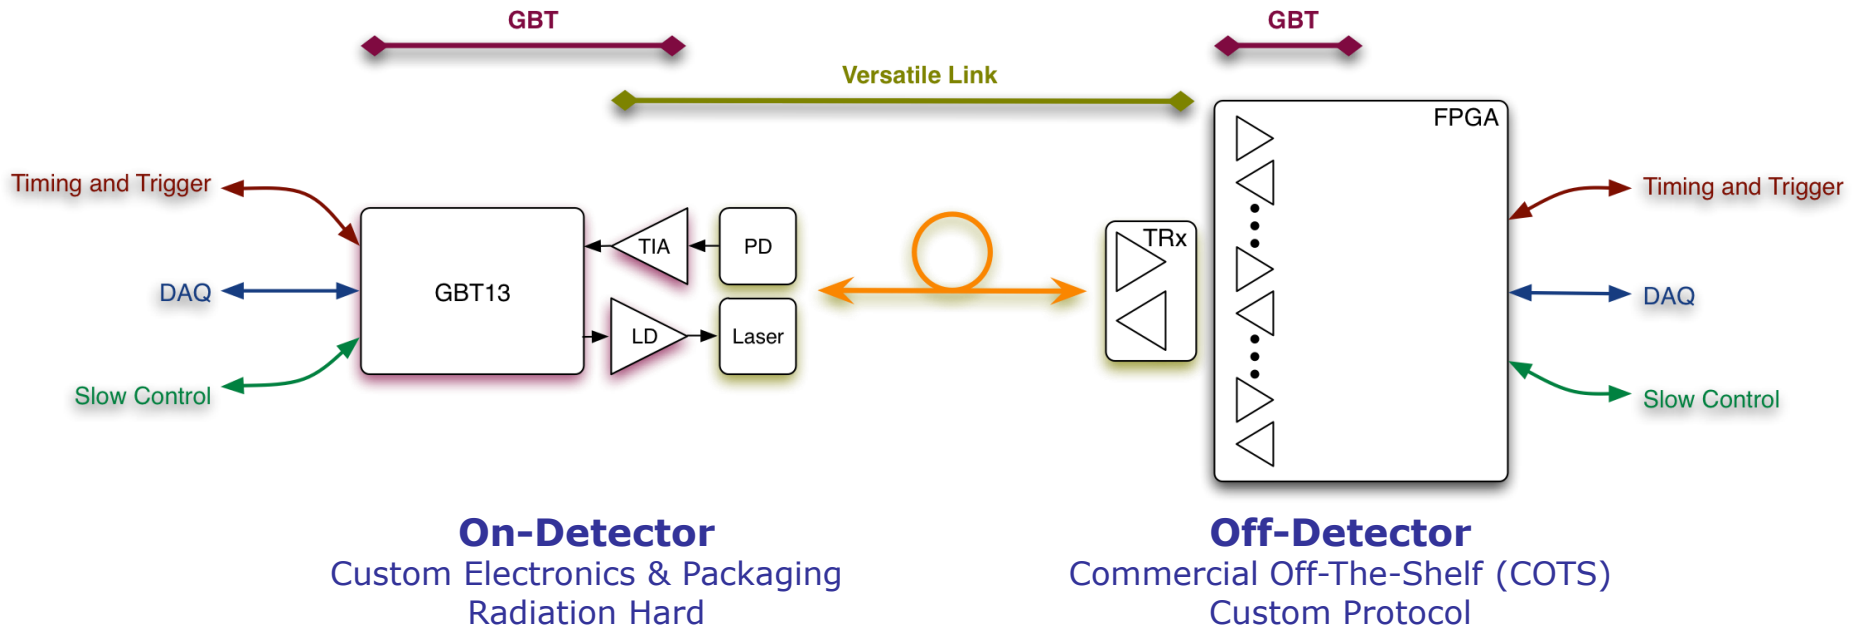 GBT
GBT
Versatile Link
FPGA
Timing and Trigger
Timing and Trigger
TIA
PD
TRx
GBT13
DAQ
DAQ
LD
Laser
Slow Control
Slow Control
On-Detector
Custom Electronics & Packaging
Radiation Hard
Off-Detector
Commercial Off-The-Shelf (COTS)
Custom Protocol